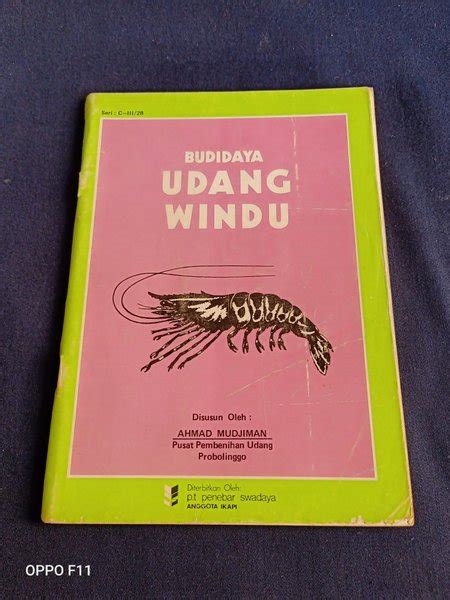 Seri : C-III/28
BUDIDAYA
UDANG
WINDU
Disusun Oleh :
AHMAD MUDJIMAN
Pusat Pembenihan Udang
Probolinggo
Diterbitkan Oleh:
p.t penebar swadaya
ANGGOTA IKAPI
OPPO F11